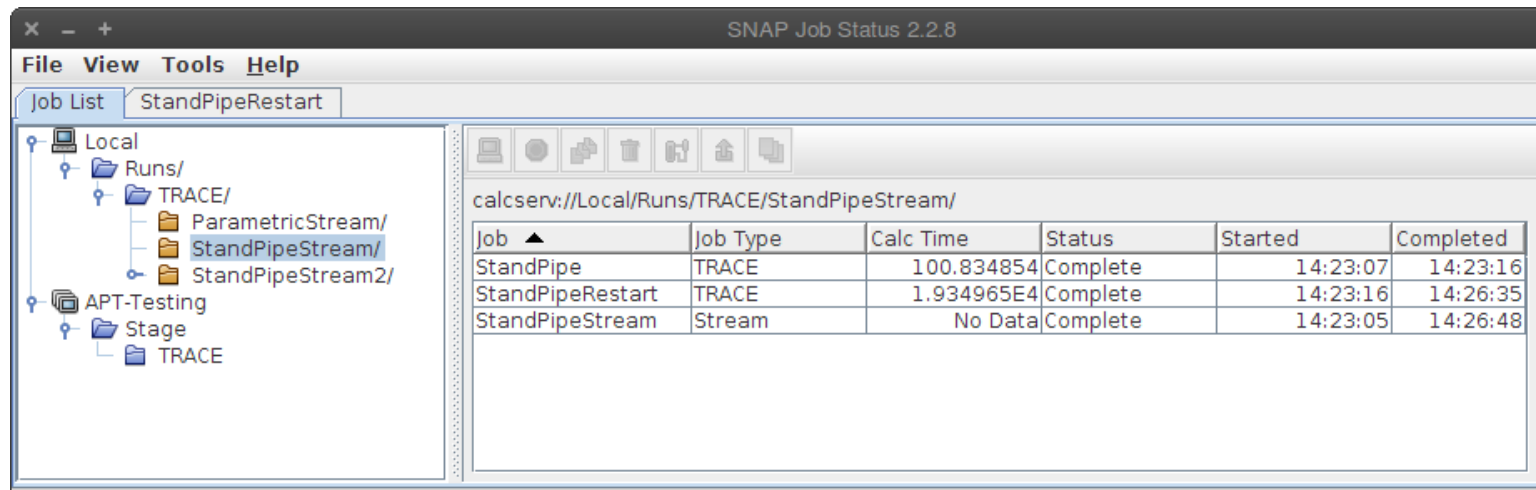 SNAP Job Status 2.2.8
File View Tools Help
Job List StandPipeRestart
Local
Runs/
TRACE/
ParametricStream/
StandPipeStream/
StandPipeStream2/
APT-Testing
Stage
TRACE
calcserv://Local/Runs/TRACE/StandPipeStream/
Job Job Type Calc Time Status Started Completed
StandPipe TRACE 100.834854 Complete 14:23:07 14:23:16
StandPipeRestart TRACE 1.934965E4 Complete 14:23:16 14:26:35
StandPipeStream Stream No Data Complete 14:23:05 14:26:48